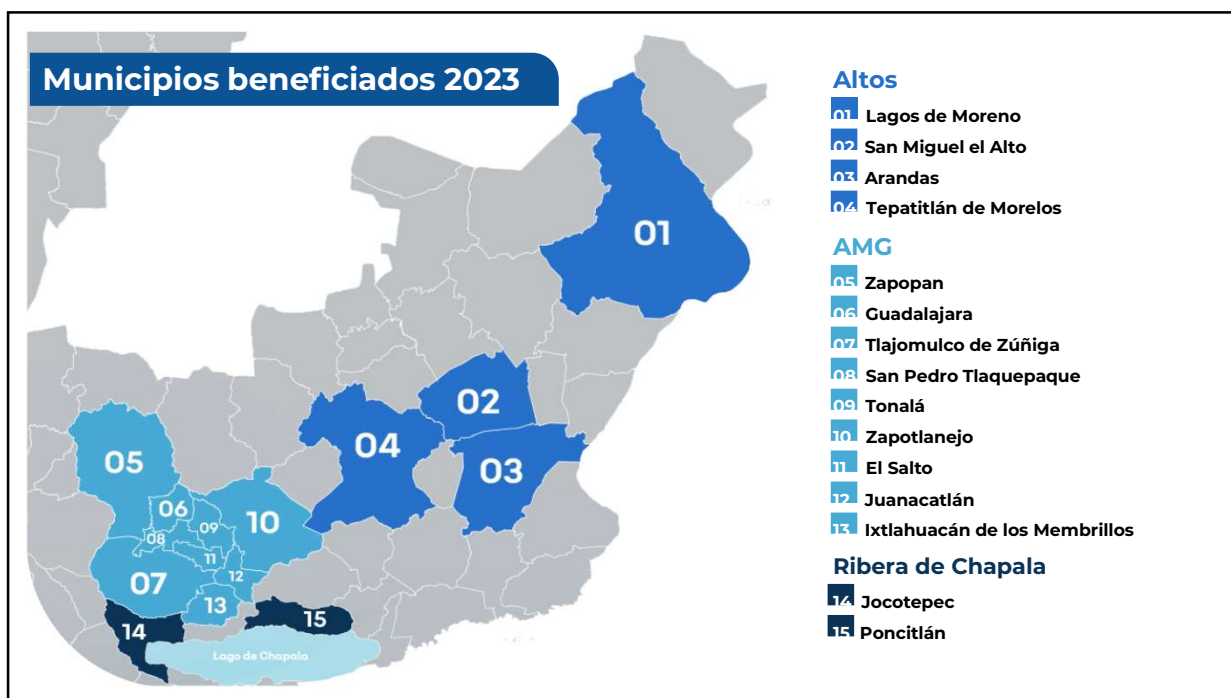 Municipios beneficiados 2023
01
02
03
04
05
06
07
08
09
10
11
12
13
14
15
Lago de Chapala
Altos
01 Lagos de Moreno
02 San Miguel el Alto
03 Arandas
04 Tepatitlán de Morelos
AMG
05 Zapopan
06 Guadalajara
07 Tlajomulco de Zúñiga
08 San Pedro Tlaquepaque
09 Tonalá
10 Zapotlanejo
11 El Salto
12 Juanacatlán
13 Ixtlahuacán de los Membrillos
Ribera de Chapala
14 Jocotepec
15 Poncitlán